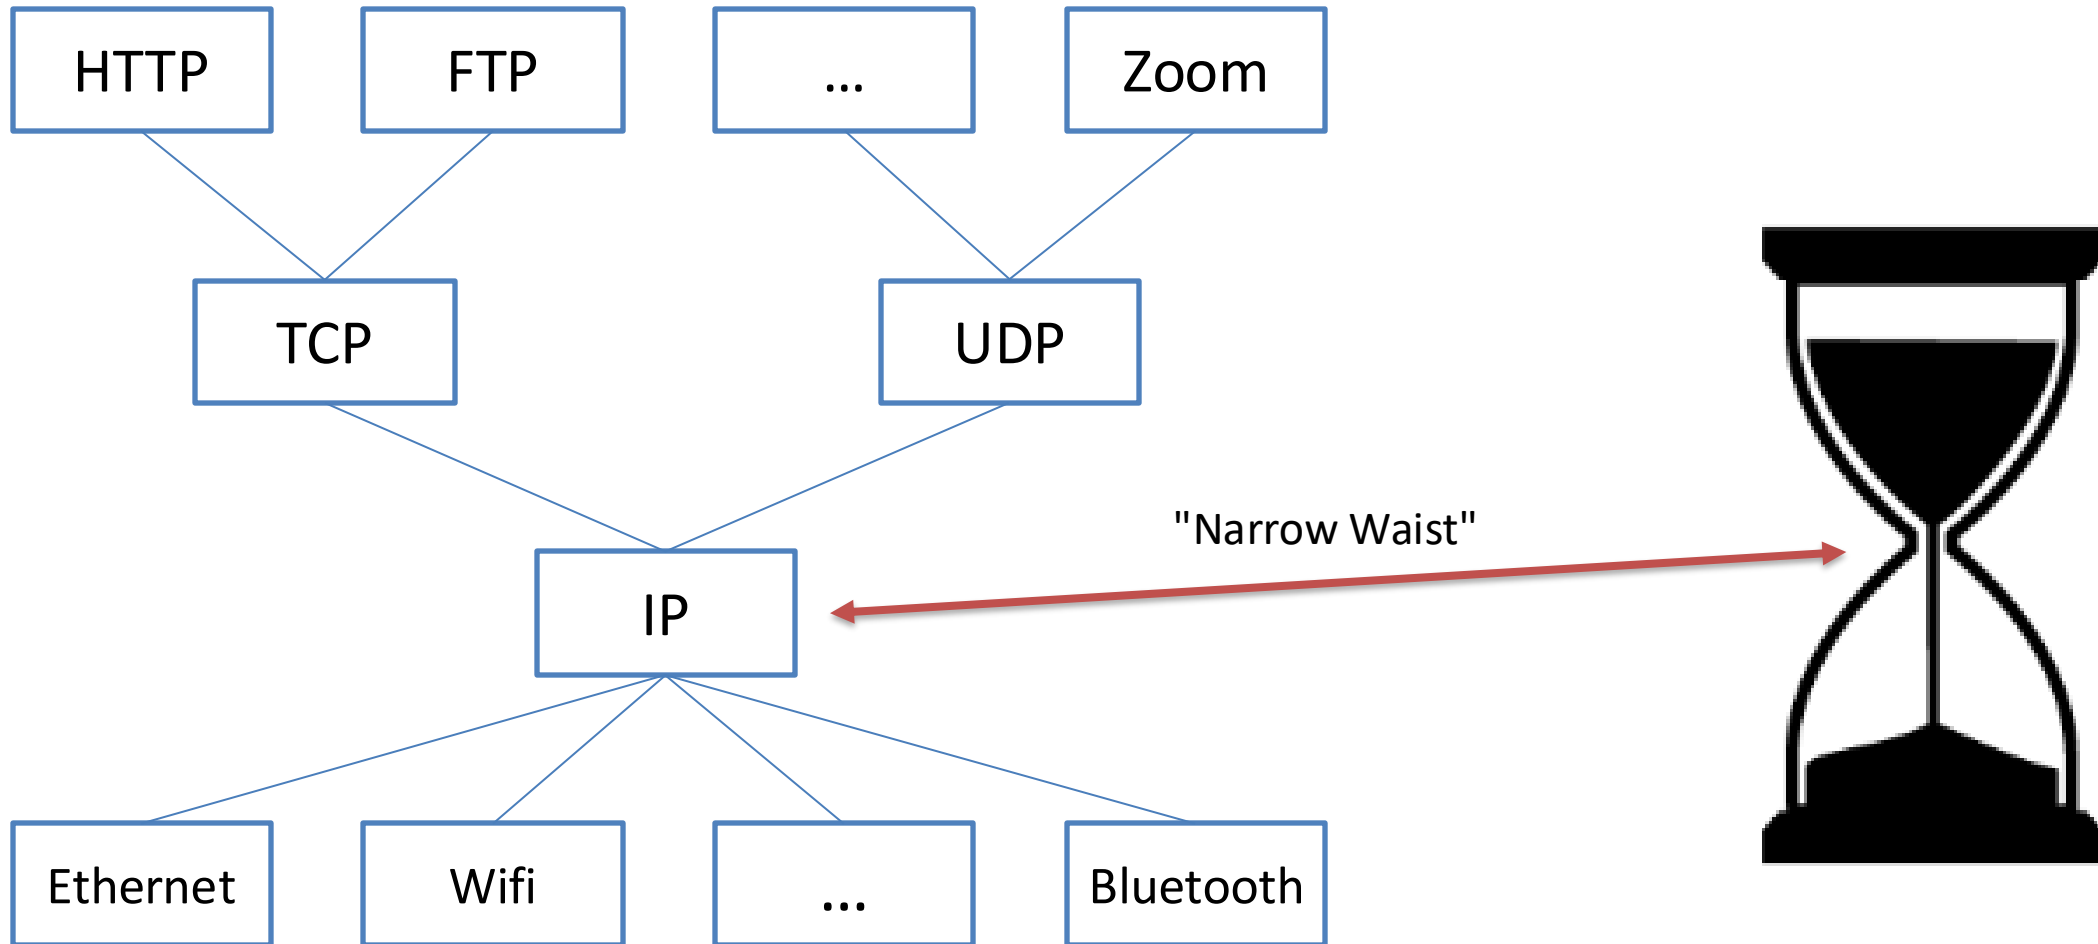 HTTP
FTP
...
Zoom
TCP
UDP
"Narrow Waist"
IP
Ethernet
Wifi
...
Bluetooth